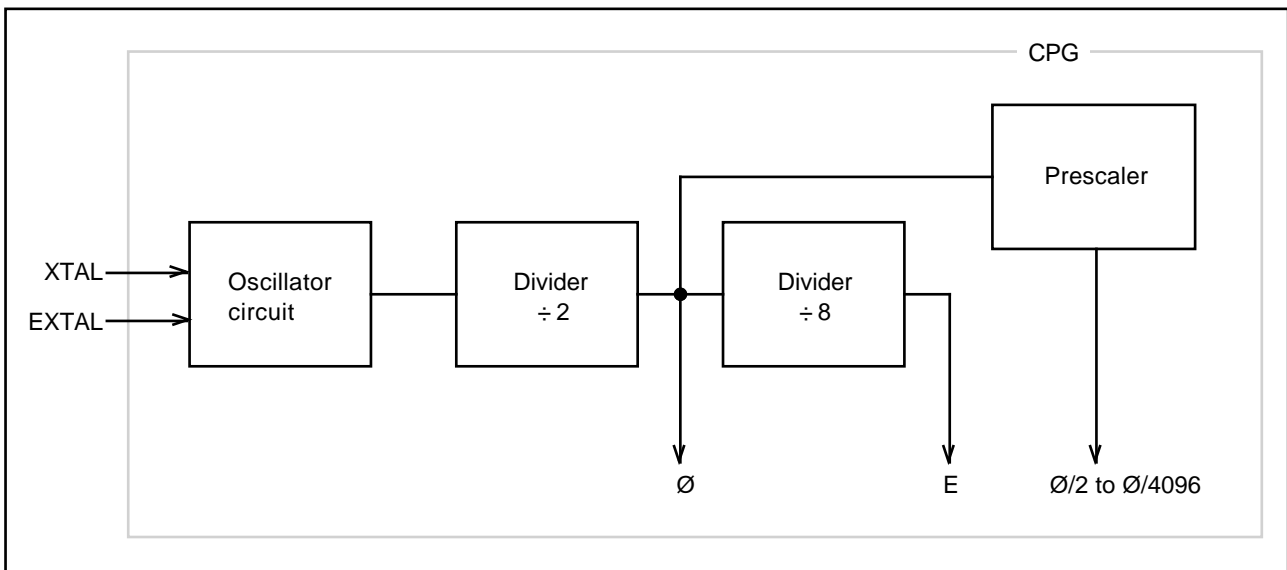 CPG
Prescaler
XTAL
EXTAL
Oscillator
circuit
Divider
÷ 2
Divider
÷ 8
Ø
E
Ø/2 to Ø/4096